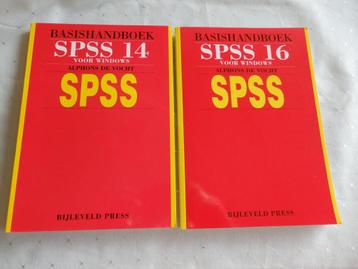 BASISHANDBOEK
SPSS 14
VOOR WINDOWS
ALPHONS DE VOCHT
SPSS
BIJLEVELD PRESS
BASISHANDBOEK
SPSS 16
VOOR WINDOWS
ALPHONS DE VOCHT
SPSS
BIJLEVELD PRESS